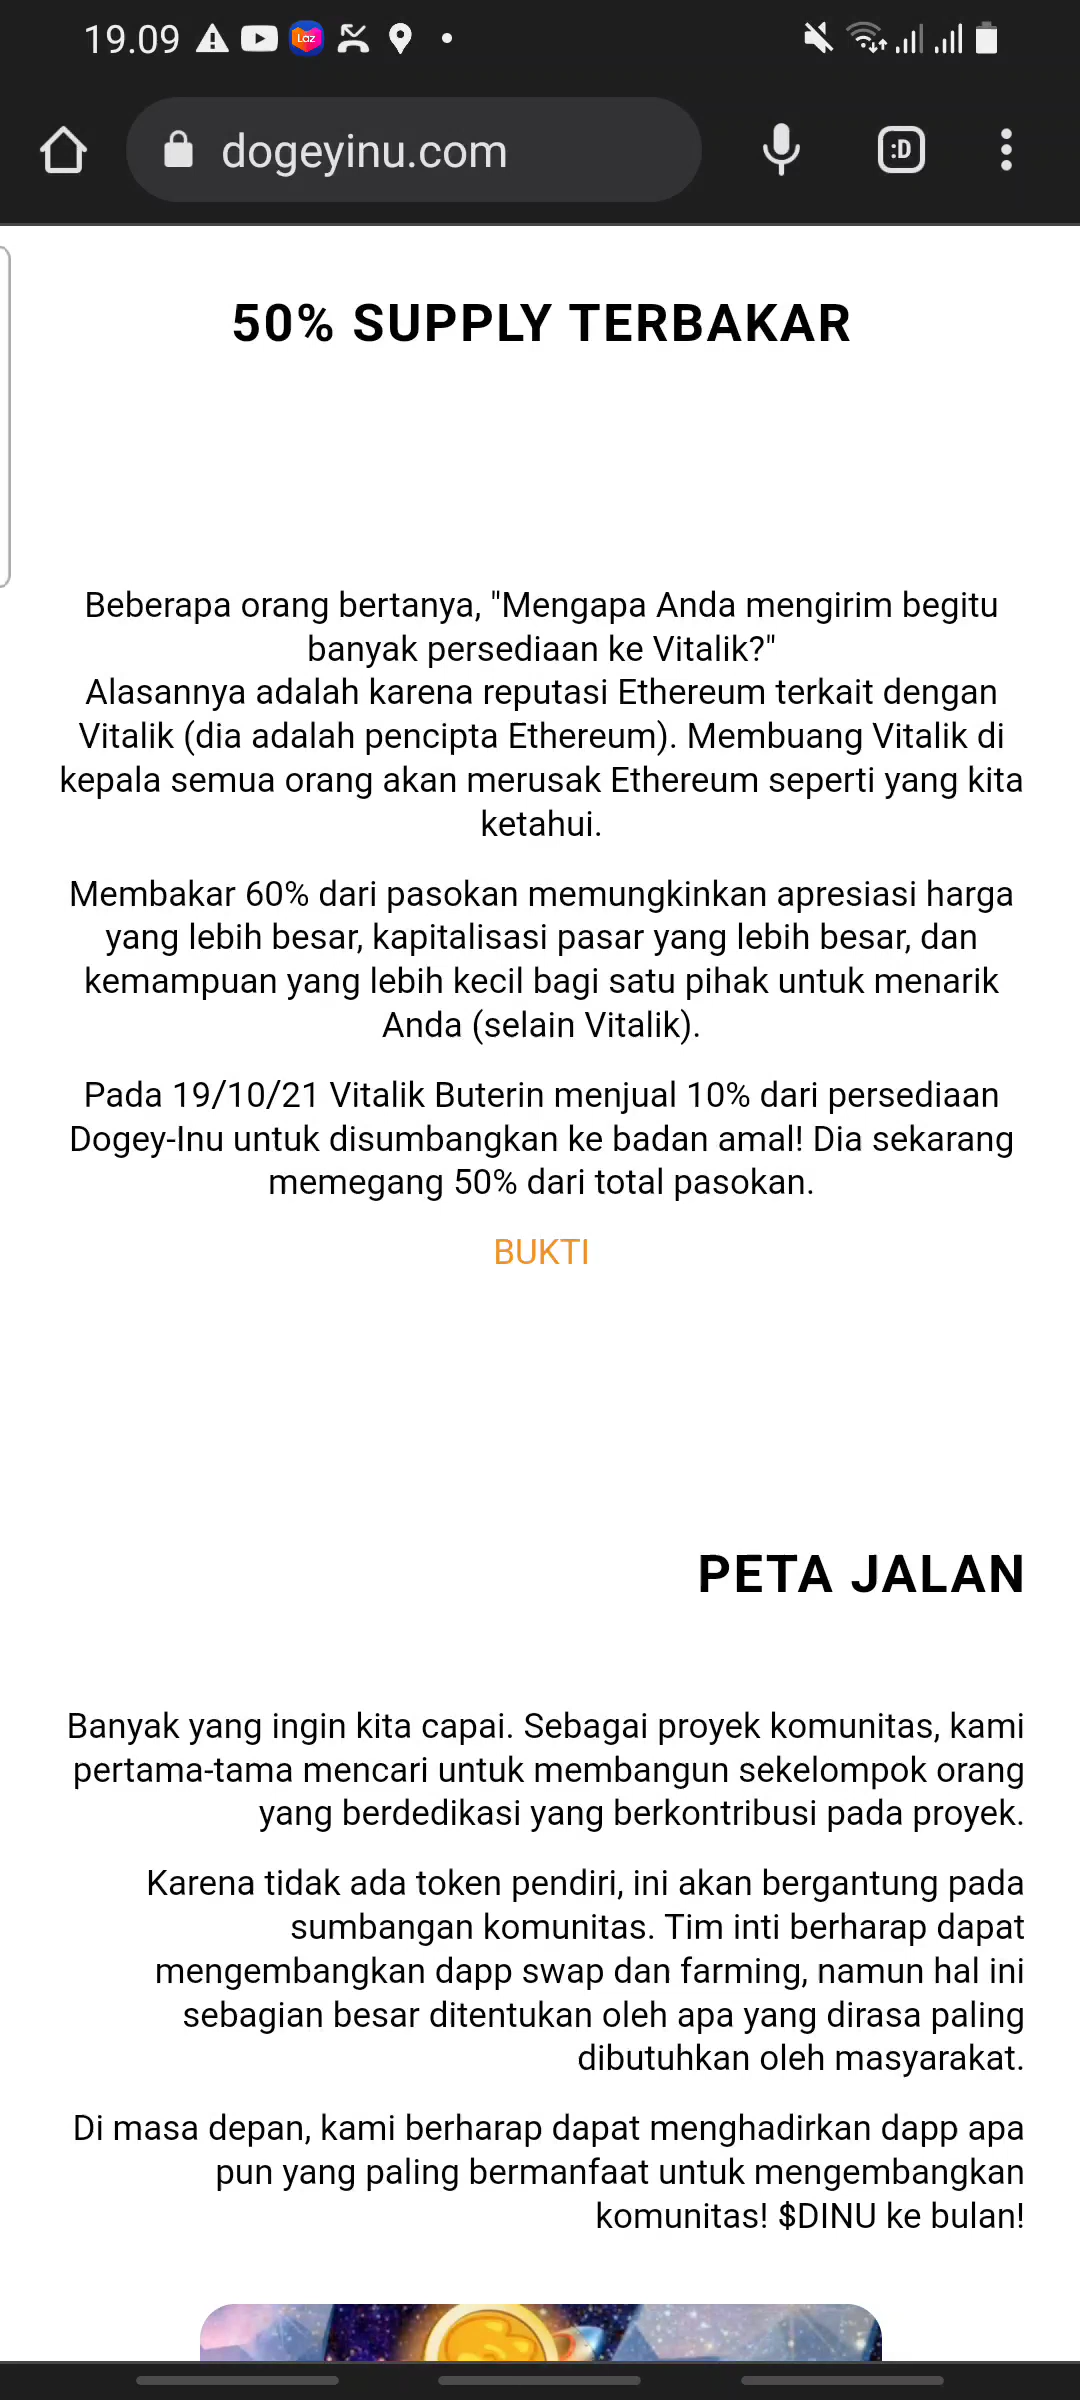 19.09
Laz
dogeyinu.com
:D
50% SUPPLY TERBAKAR
Beberapa orang bertanya, "Mengapa Anda mengirim begitu
banyak persediaan ke Vitalik?"
Alasannya adalah karena reputasi Ethereum terkait dengan
Vitalik (dia adalah pencipta Ethereum). Membuang Vitalik di
kepala semua orang akan merusak Ethereum seperti yang kita
ketahui.
Membakar 60% dari pasokan memungkinkan apresiasi harga
yang lebih besar, kapitalisasi pasar yang lebih besar, dan
kemampuan yang lebih kecil bagi satu pihak untuk menarik
Anda (selain Vitalik).
Pada 19/10/21 Vitalik Buterin menjual 10% dari persediaan
Dogey-Inu untuk disumbangkan ke badan amal! Dia sekarang
memegang 50% dari total pasokan.
BUKTI
PETA JALAN
Banyak yang ingin kita capai. Sebagai proyek komunitas, kami
pertama-tama mencari untuk membangun sekelompok orang
yang berdedikasi yang berkontribusi pada proyek.
Karena tidak ada token pendiri, ini akan bergantung pada
sumbangan komunitas. Tim inti berharap dapat
mengembangkan dapp swap dan farming, namun hal ini
sebagian besar ditentukan oleh apa yang dirasa paling
dibutuhkan oleh masyarakat.
Di masa depan, kami berharap dapat menghadirkan dapp apa
pun yang paling bermanfaat untuk mengembangkan
komunitas! $DINU ke bulan!